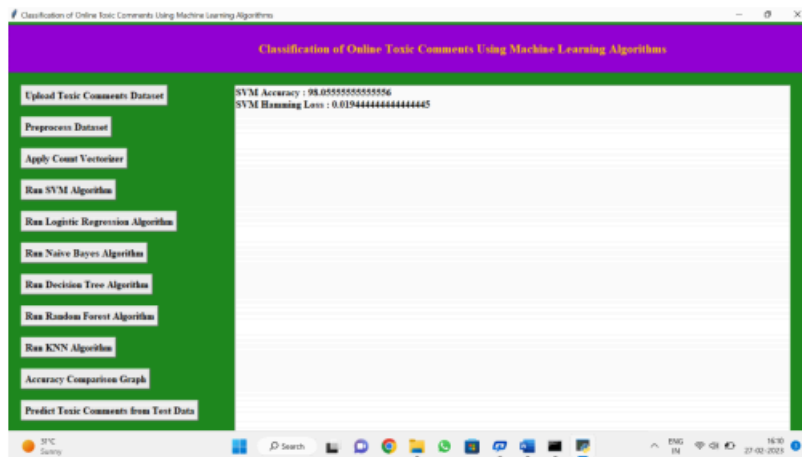 Classification of Online Toxic Comments Using Machine Learning Algorithms
Classification of Online Toxic Comments Using Machine Learning Algorithms
Upload Toxic Comments Dataset
Preprocess Dataset
Apply Count Vectorizer
Run SVM Algorithm
Run Logistic Regression Algorithm
Run Naive Bayes Algorithm
Run Decision Tree Algorithm
Run Random Forest Algorithm
Run KNN Algorithm
Accuracy Comparison Graph
Predict Toxic Comments from Test Data
SVM Accuracy : 98.05555555555556
SVM Hamming Loss : 0.019444444444444445
31°C
Sunny
Search
ENG
IN
16:10
27-02-2023